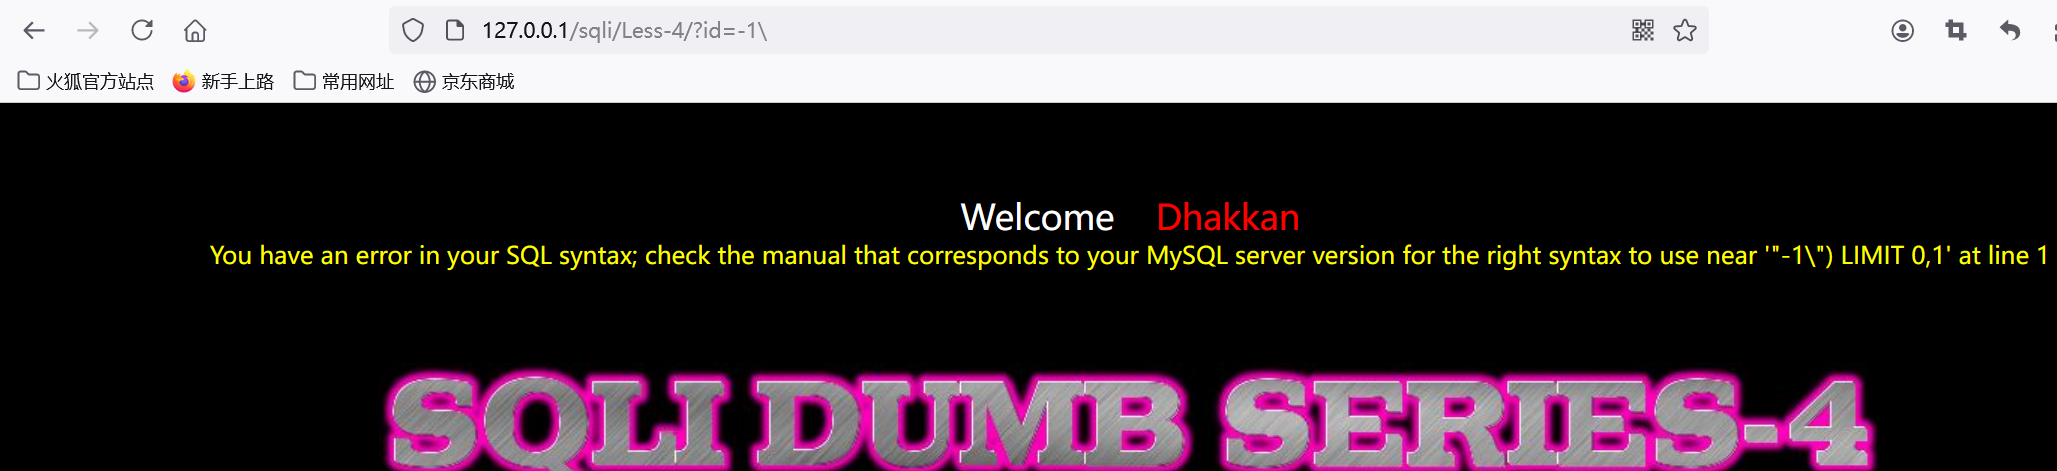 127.0.0.1/sqli/Less-4/?id=-1\
火狐官方站点 新手上路 常用网址 京东商城
Welcome Dhakkan
You have an error in your SQL syntax; check the manual that corresponds to your MySQL server version for the right syntax to use near '"-1\") LIMIT 0,1' at line 1
SQLI DUMB SERIES-4